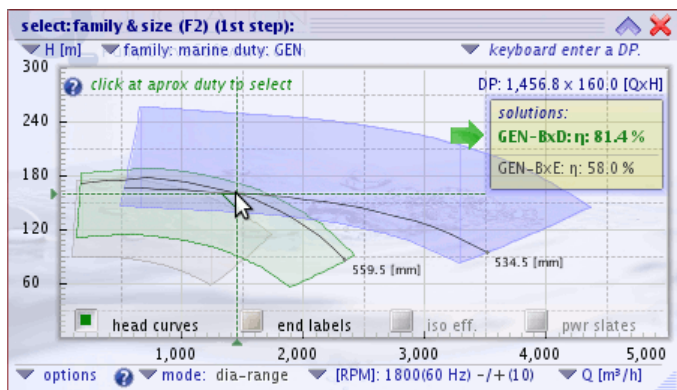 select: family & size (F2) (1st step):
H [m] family: marine duty: GEN keyboard enter a DP.
300
click at aprox duty to select
DP: 1,456.8 x 160.0 [QxH]
solutions:
GEN-BxD: η: 81.4 %
GEN-BxE: η: 58.0 %
240
180
120
60
559.5 [mm]
534.5 [mm]
head curves end labels iso eff. pwr slates
1,000 2,000 3,000 4,000 5,000
options ? mode: dia-range [RPM]: 1800(60 Hz) -/+(10) Q [m³/h]